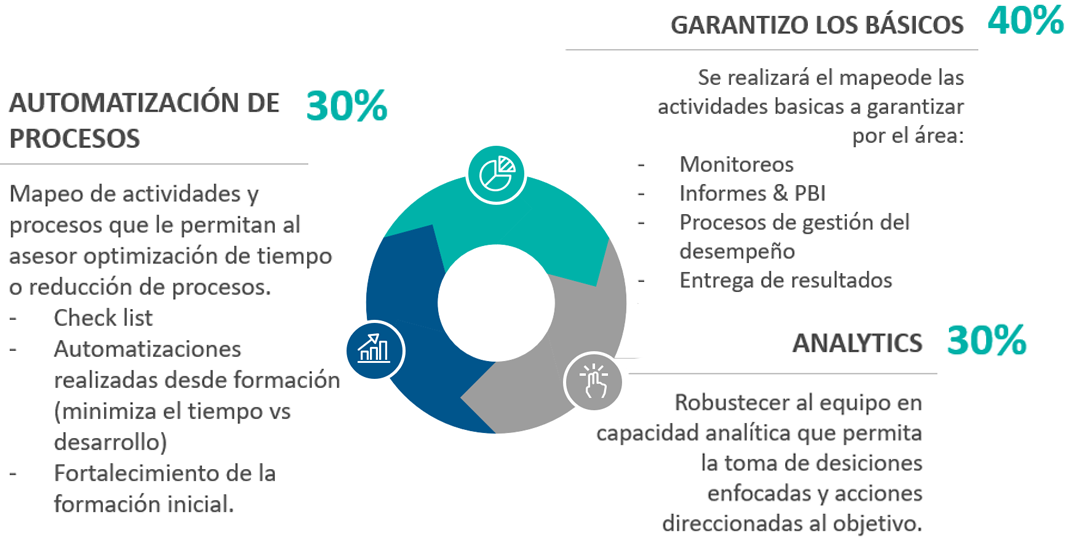 AUTOMATIZACIÓN DE
PROCESOS
30%
Mapeo de actividades y
procesos que le permitan al
asesor optimización de tiempo
o reducción de procesos.
- Check list
- Automatizaciones
realizadas desde formación
(minimiza el tiempo vs
desarrollo)
- Fortalecimiento de la
formación inicial.
GARANTIZO LOS BÁSICOS
40%
Se realizará el mapeode las
actividades basicas a garantizar
por el área:
- Monitoreos
- Informes & PBI
- Procesos de gestión del
desempeño
- Entrega de resultados
ANALYTICS
30%
Robustecer al equipo en
capacidad analítica que permita
la toma de desiciones
enfocadas y acciones
direccionadas al objetivo.